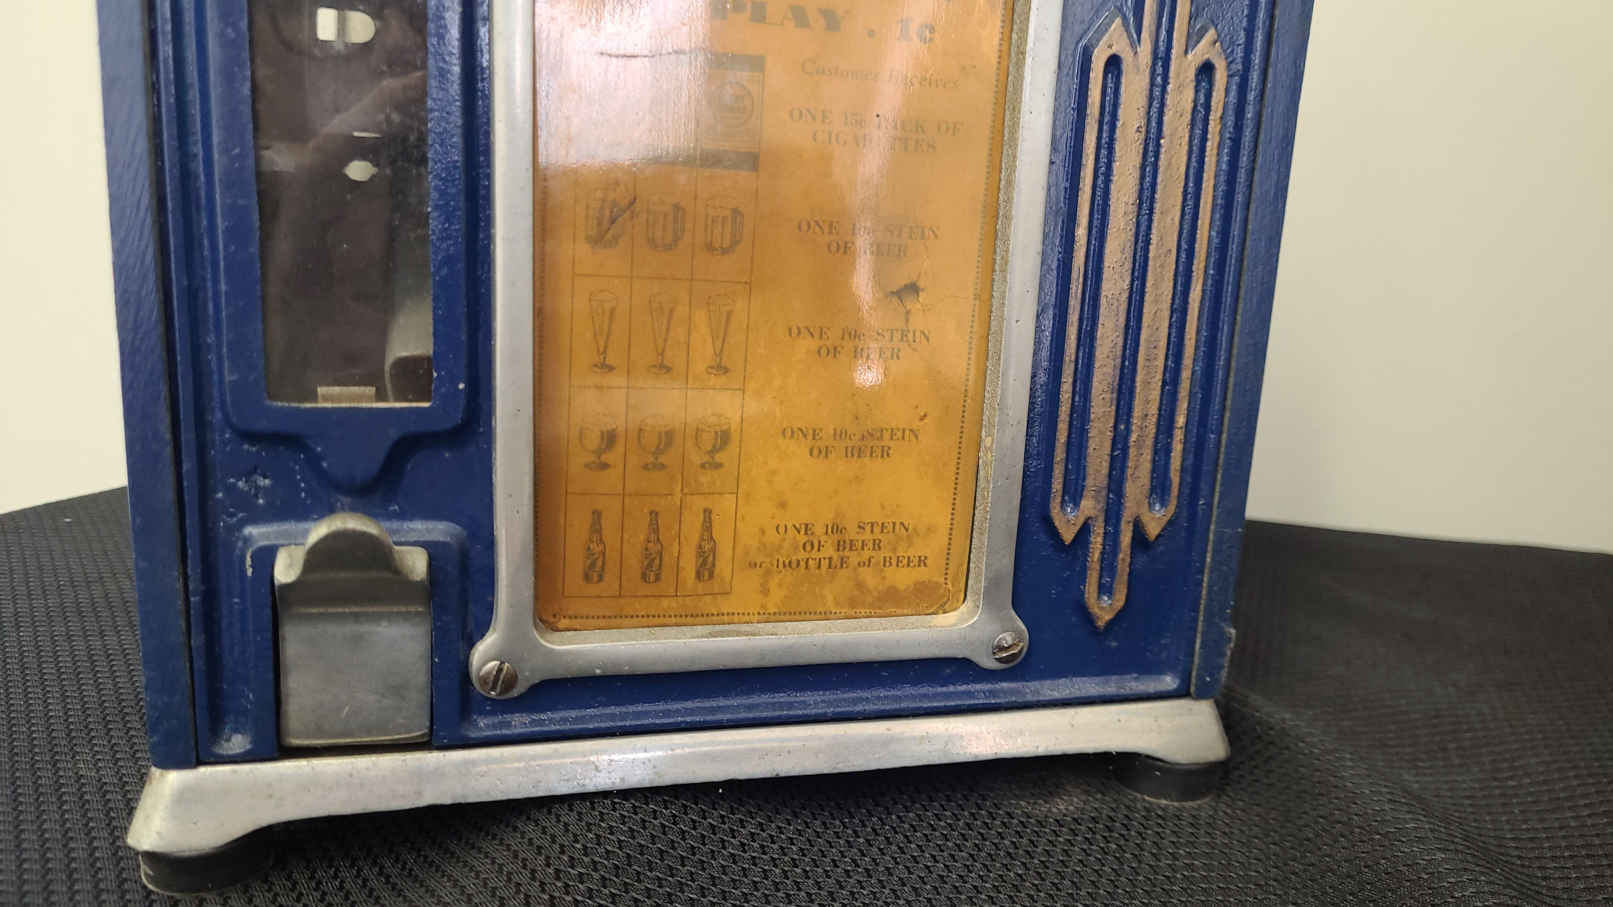 PLAY . 1c
Customer Receives
ONE 15c PACK OF
CIGARETTES
ONE 10c STEIN
OF BEER
ONE 10c STEIN
OF BEER
ONE 10c STEIN
OF BEER
ONE 10c STEIN
OF BEER
or BOTTLE of BEER